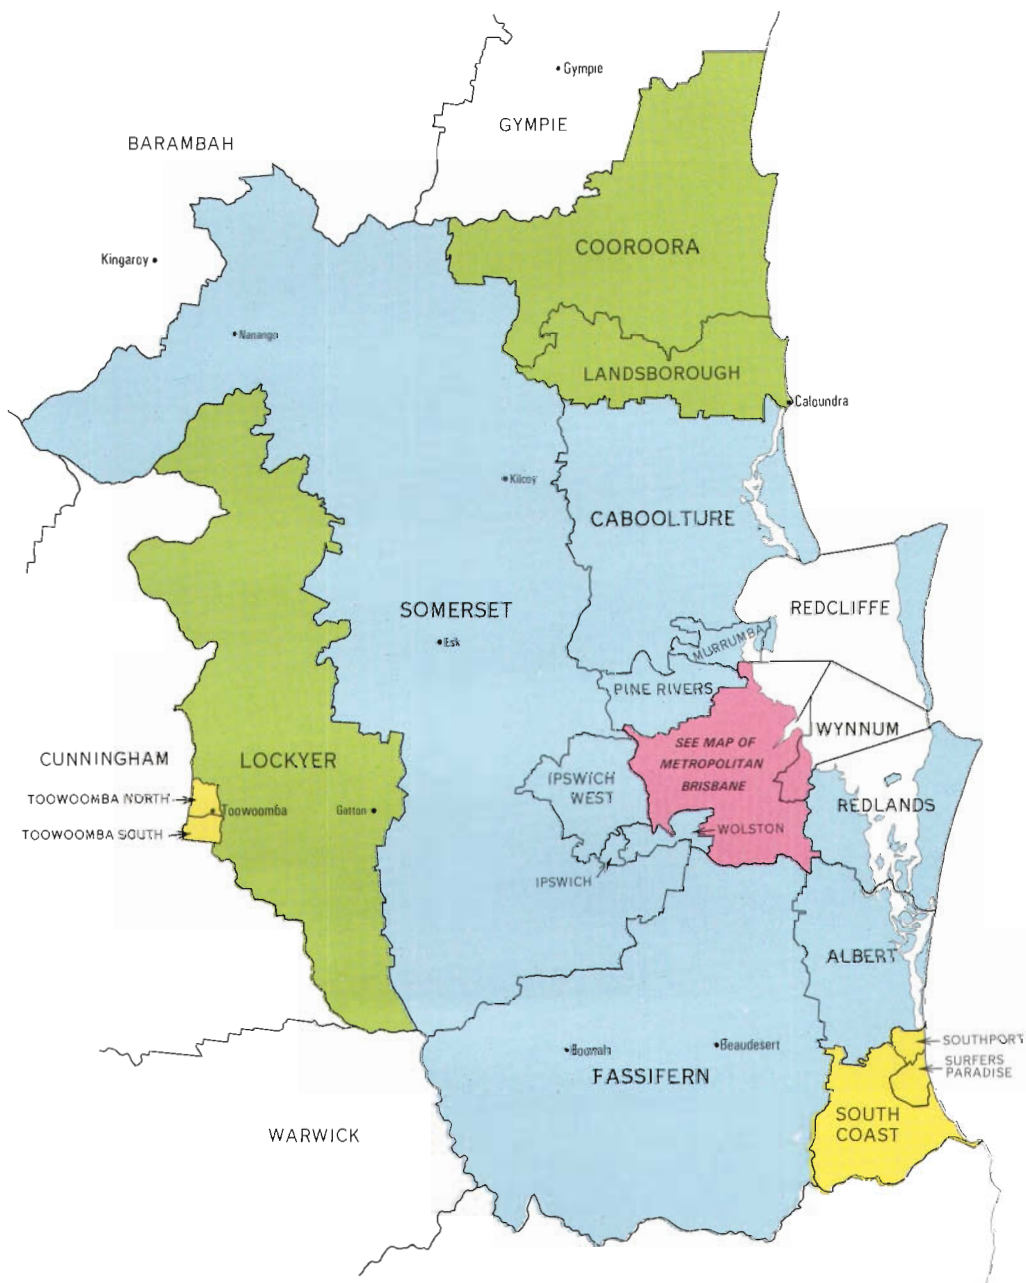 Gympie
GYMPIE
BARAMBAH
COOROORA
Kingaroy
Nanango
LANDSBOROUGH
Caloundra
Kilcoy
CABOOLTURE
SOMERSET
Esk
REDCLIFFE
MURRUMBA
PINE RIVERS
WYNNUM
SEE MAP OF
METROPOLITAN
BRISBANE
CUNNINGHAM
LOCKYER
IPSWICH
WEST
TOOWOOMBA NORTH
Toowoomba
Gatton
REDLANDS
TOOWOOMBA SOUTH
WOLSTON
IPSWICH
ALBERT
SOUTHPORT
Boonah
Beaudesert
SURFERS
PARADISE
FASSIFERN
SOUTH
COAST
WARWICK